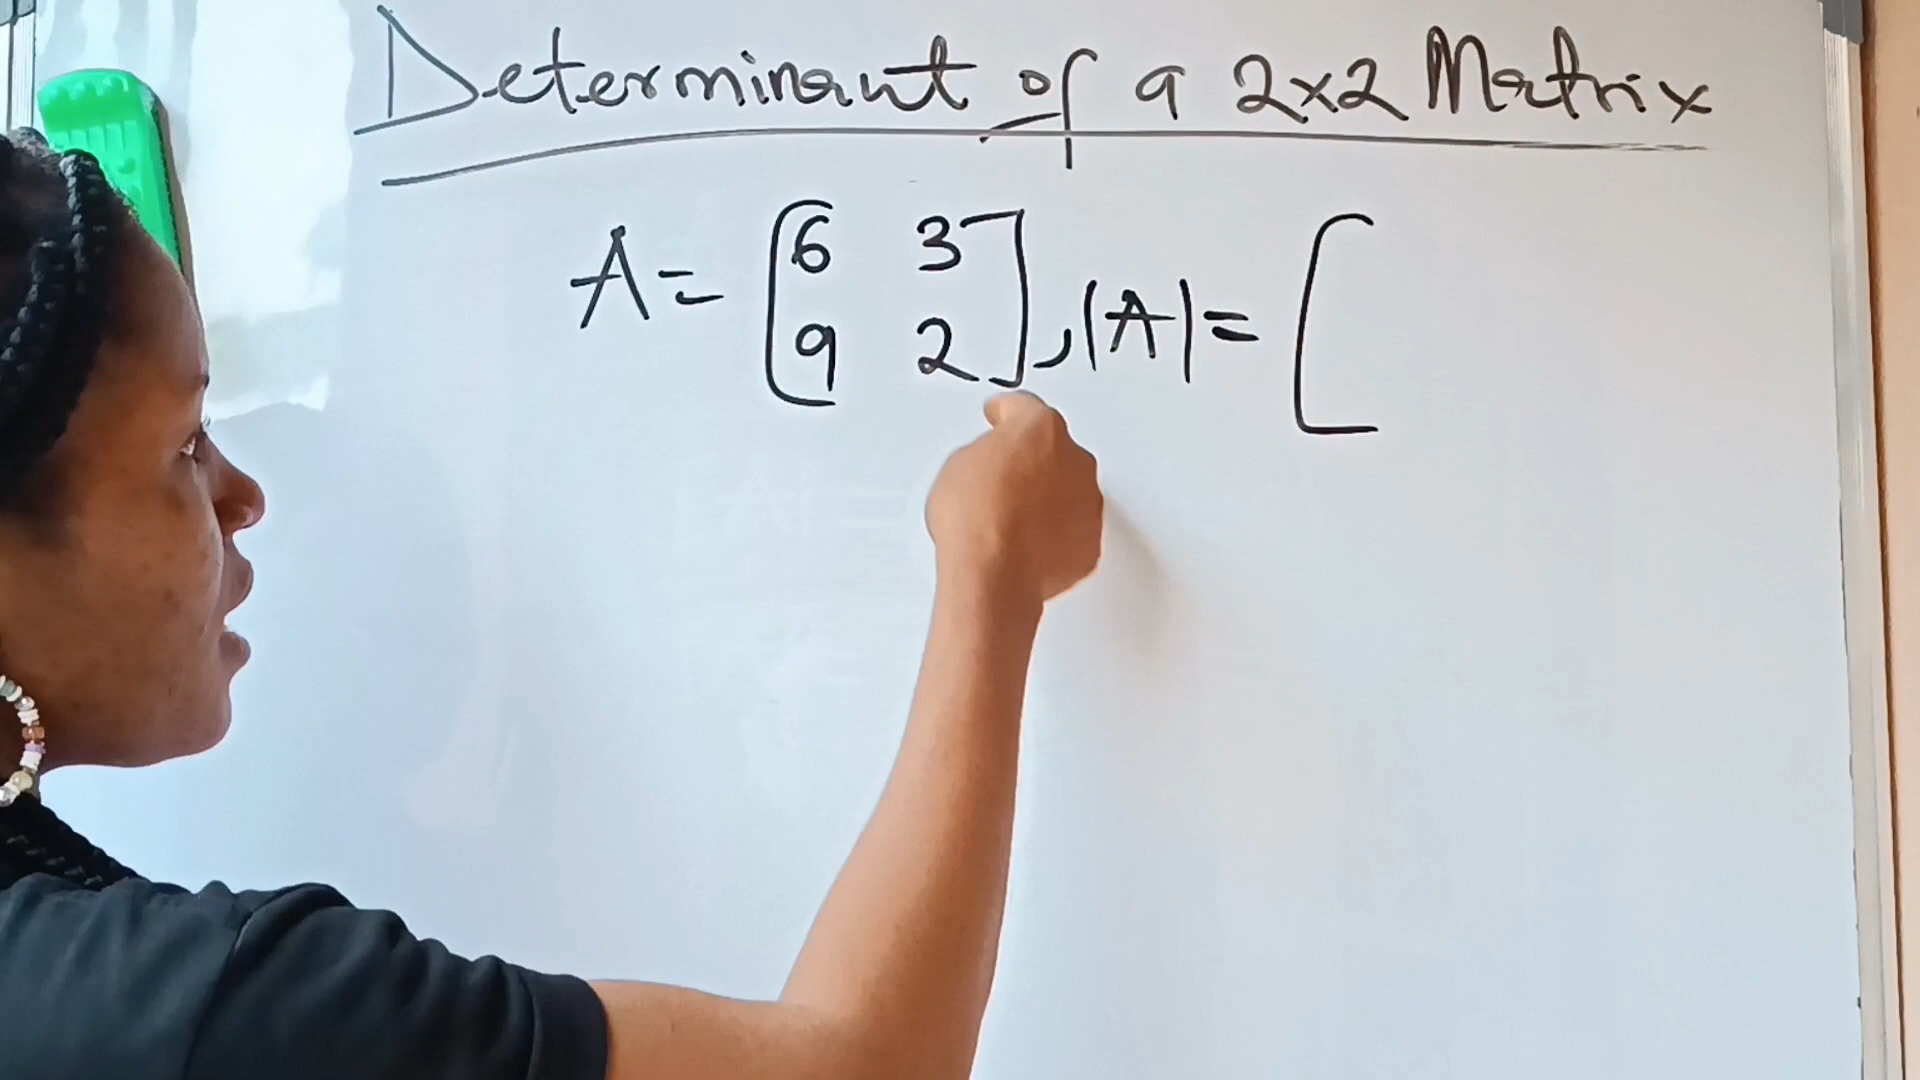 Determinant of a 2x2 Matrix
A = [6 3
9 2], |A| = [